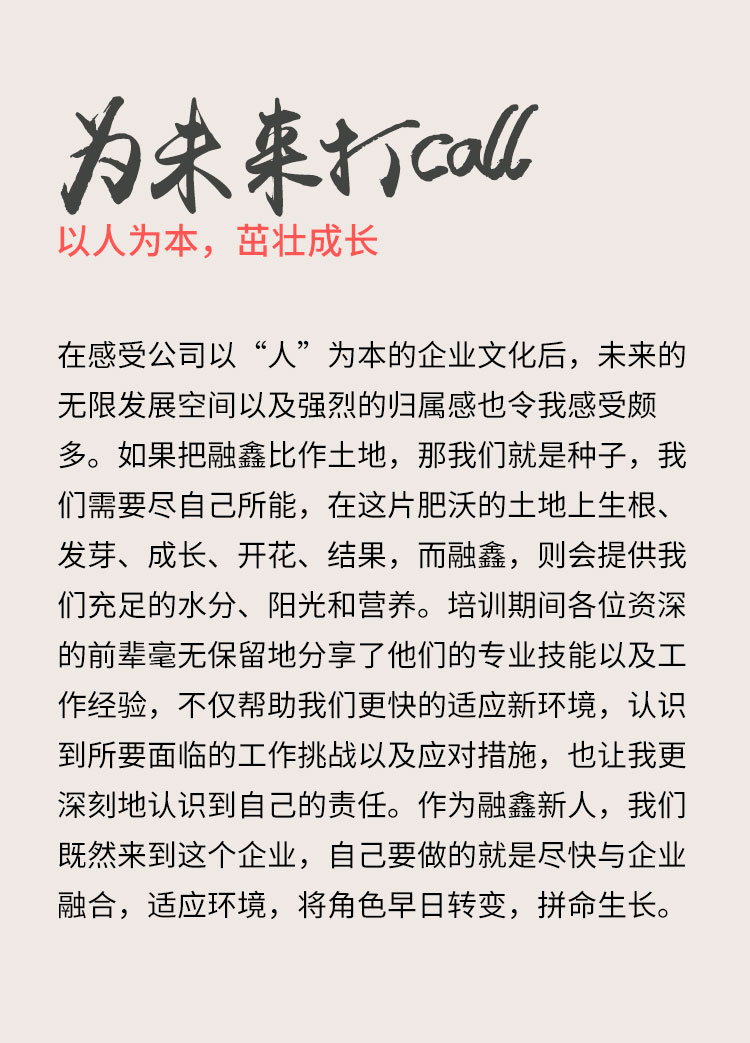 为未来打call
以人为本，茁壮成长
在感受公司以“人”为本的企业文化后，未来的
无限发展空间以及强烈的归属感也令我感受颇
多。如果把融鑫比作土地，那我们就是种子，我
们需要尽自己所能，在这片肥沃的土地上生根、
发芽、成长、开花、结果，而融鑫，则会提供我
们充足的水分、阳光和营养。培训期间各位资深
的前辈毫无保留地分享了他们的专业技能以及工
作经验，不仅帮助我们更快的适应新环境，认识
到所要面临的工作挑战以及应对措施，也让我更
深刻地认识到自己的责任。作为融鑫新人，我们
既然来到这个企业，自己要做的就是尽快与企业
融合，适应环境，将角色早日转变，拼命生长。